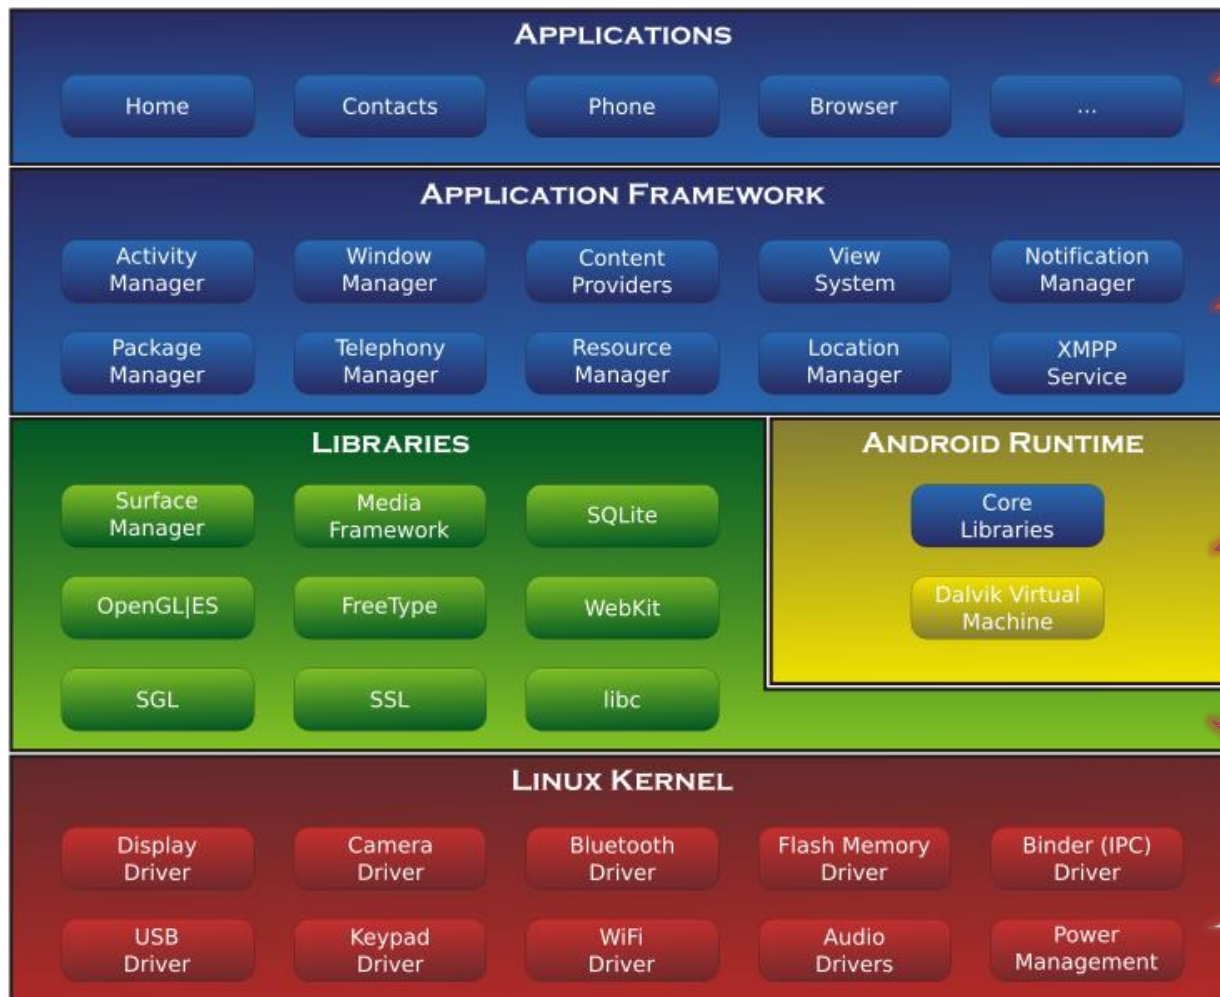 APPLICATIONS
Home
Contacts
Phone
Browser
...
APPLICATION FRAMEWORK
Activity
Manager
Window
Manager
Content
Providers
View
System
Notification
Manager
Package
Manager
Telephony
Manager
Resource
Manager
Location
Manager
XMPP
Service
LIBRARIES
Surface
Manager
Media
Framework
SQLite
OpenGL|ES
FreeType
WebKit
SGL
SSL
libc
ANDROID RUNTIME
Core
Libraries
Dalvik Virtual
Machine
LINUX KERNEL
Display
Driver
Camera
Driver
Bluetooth
Driver
Flash Memory
Driver
Binder (IPC)
Driver
USB
Driver
Keypad
Driver
WiFi
Driver
Audio
Drivers
Power
Management